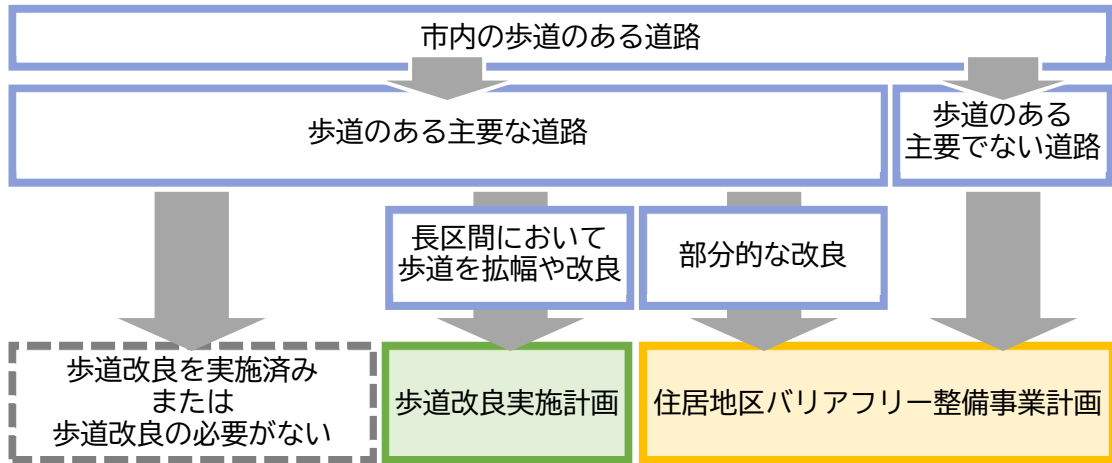 市内の歩道のある道路
歩道のある主要な道路
歩道のある
主要でない道路
長区間において
歩道を拡幅や改良
部分的な改良
歩道改良を実施済み
または
歩道改良の必要がない
歩道改良実施計画
住居地区バリアフリー整備事業計画